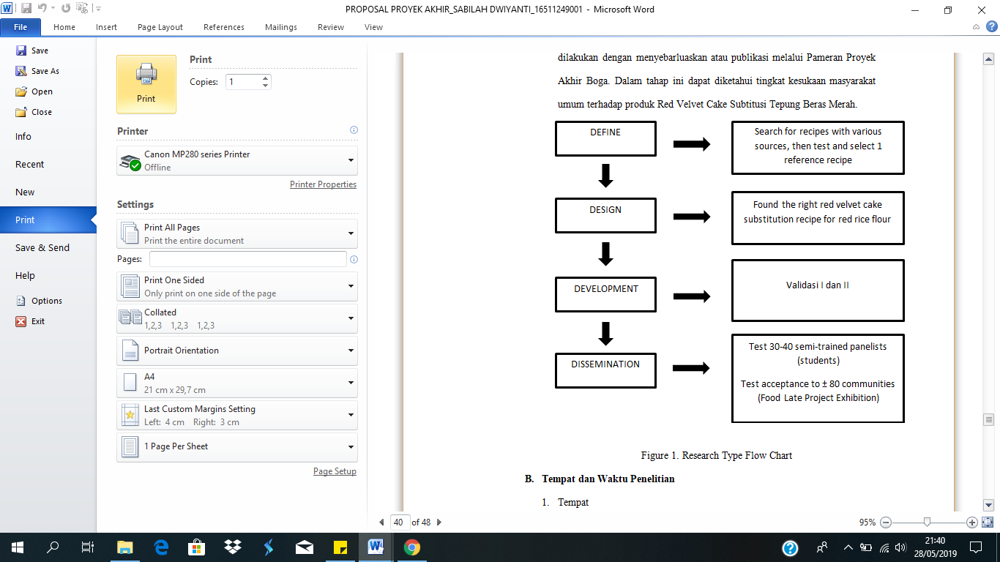 PROPOSAL PROYEK AKHIR_SABILAH DWIYANTI_16511249001 - Microsoft Word
File
Home
Insert
Page Layout
References
Mailings
Review
View
Save
Save As
Open
Close
Info
Recent
New
Print
Save & Send
Help
Options
Exit
Print
Print
Copies: 1
Printer
Canon MP280 series Printer
Offline
Printer Properties
Settings
Print All Pages
Print the entire document
Pages:
Print One Sided
Only print on one side of the page
Collated
1,2,3 1,2,3 1,2,3
Portrait Orientation
A4
21 cm x 29,7 cm
Last Custom Margins Setting
Left: 4 cm Right: 3 cm
1 Page Per Sheet
Page Setup
dilakukan dengan menyebarluaskan atau publikasi melalui Pameran Proyek
Akhir Boga. Dalam tahap ini dapat diketahui tingkat kesukaan masyarakat
umum terhadap produk Red Velvet Cake Subtitusi Tepung Beras Merah.
DEFINE
Search for recipes with various
sources, then test and select 1
reference recipe
DESIGN
Found the right red velvet cake
substitution recipe for red rice flour
DEVELOPMENT
Validasi I dan II
DISSEMINATION
Test 30-40 semi-trained panelists
(students)
Test acceptance to ± 80 communities
(Food Late Project Exhibition)
Figure 1. Research Type Flow Chart
B. Tempat dan Waktu Penelitian
1. Tempat
40 of 48
95%
21:40
28/05/2019